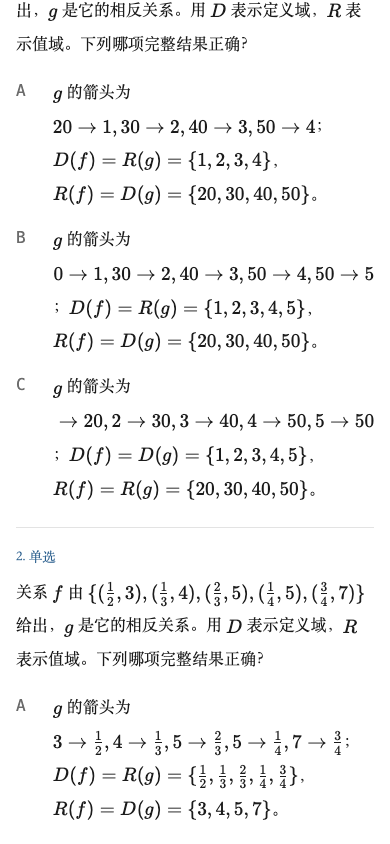 出，g 是它的相反关系。用 D 表示定义域，R 表
示值域。下列哪项完整结果正确？
A g 的箭头为
20 → 1, 30 → 2, 40 → 3, 50 → 4；
D(f) = R(g) = {1, 2, 3, 4}，
R(f) = D(g) = {20, 30, 40, 50}。
B g 的箭头为
0 → 1, 30 → 2, 40 → 3, 50 → 4, 50 → 5
；D(f) = R(g) = {1, 2, 3, 4, 5}，
R(f) = D(g) = {20, 30, 40, 50}。
C g 的箭头为
→ 20, 2 → 30, 3 → 40, 4 → 50, 5 → 50
；D(f) = D(g) = {1, 2, 3, 4, 5}，
R(f) = R(g) = {20, 30, 40, 50}。
2. 单选
关系 f 由 {(1/2, 3), (1/3, 4), (2/3, 5), (1/4, 5), (3/4, 7)}
给出，g 是它的相反关系。用 D 表示定义域，R
表示值域。下列哪项完整结果正确？
A g 的箭头为
3 → 1/2, 4 → 1/3, 5 → 2/3, 5 → 1/4, 7 → 3/4；
D(f) = R(g) = {1/2, 1/3, 2/3, 1/4, 3/4}，
R(f) = D(g) = {3, 4, 5, 7}。